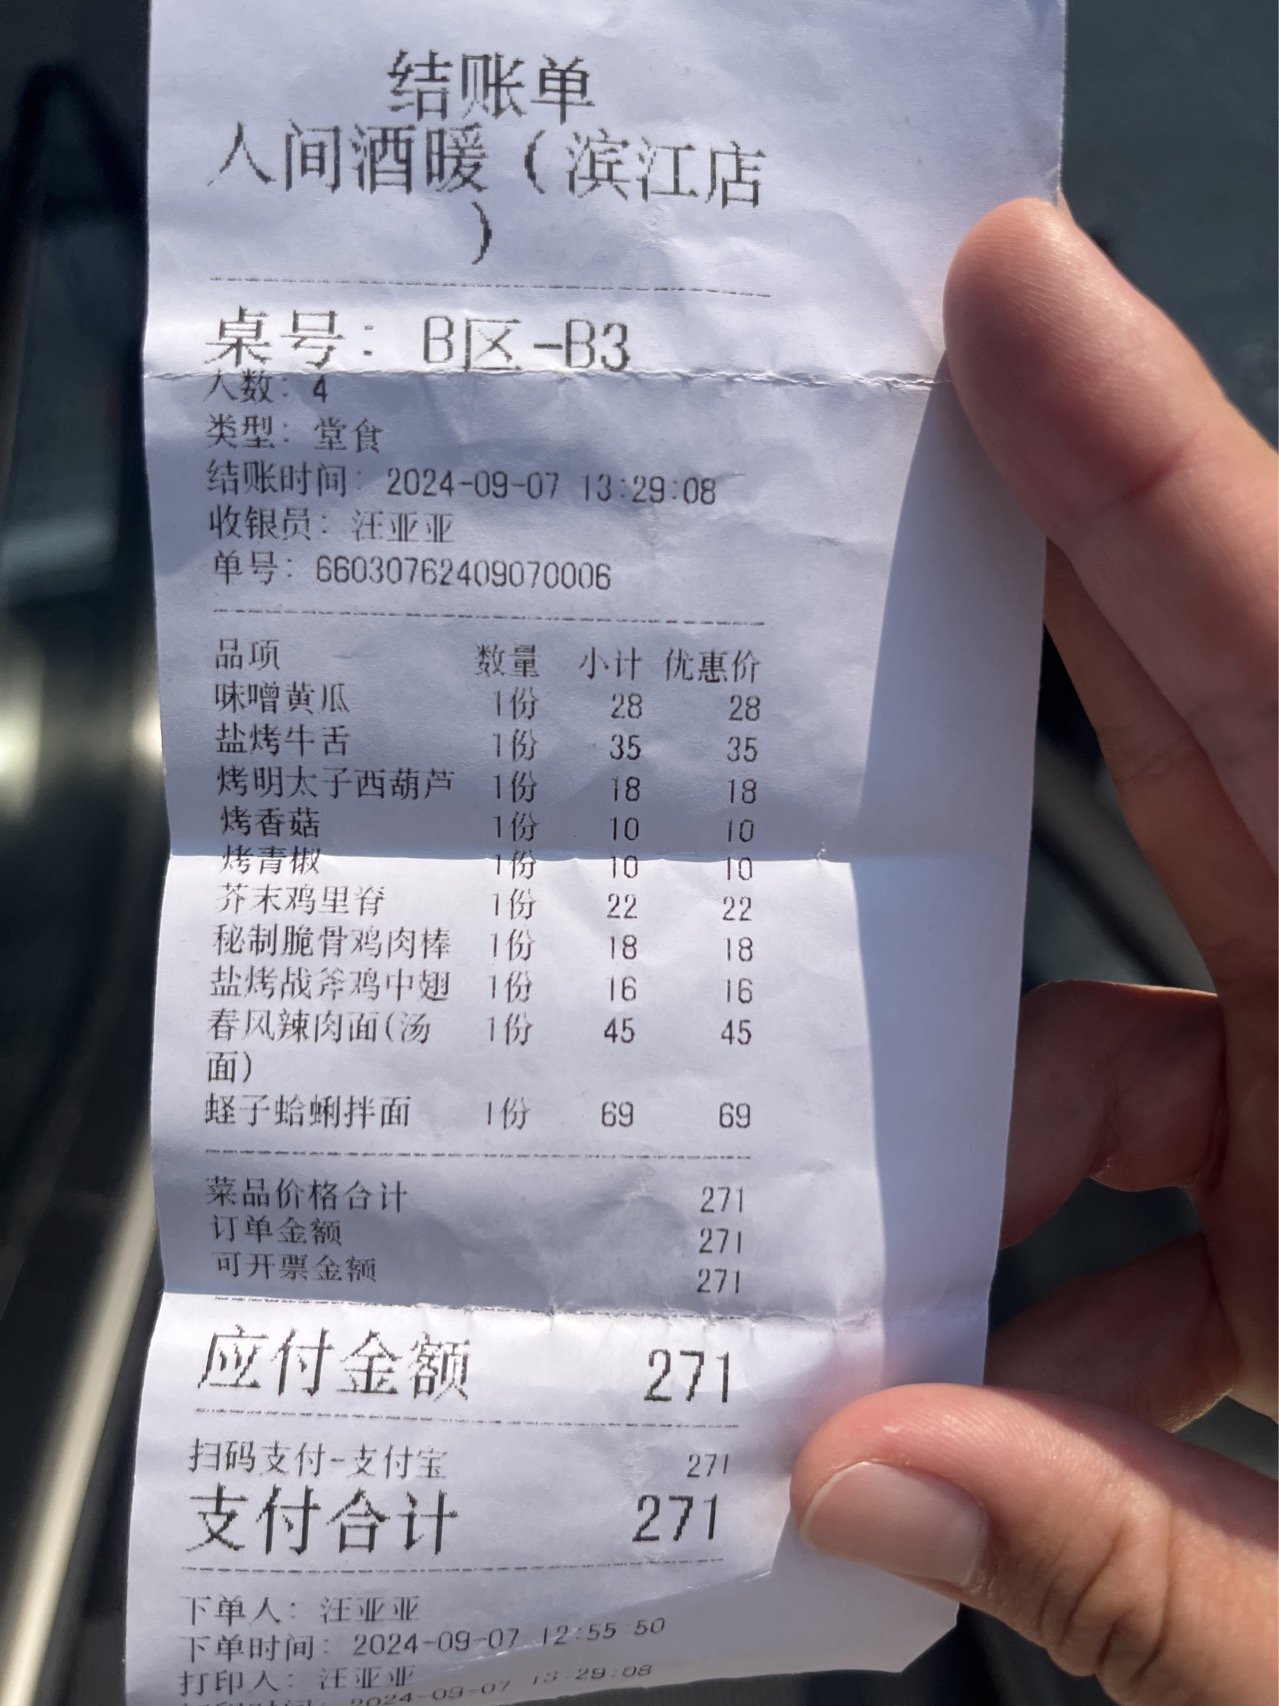 结账单
人间酒暖（滨江店
）
桌号：B区-B3
人数：4
类型：堂食
结账时间：2024-09-07 13:29:08
收银员：汪亚亚
单号：66030762409070006
品项 数量 小计 优惠价
味噌黄瓜 1份 28 28
盐烤牛舌 1份 35 35
烤明太子西葫芦 1份 18 18
烤香菇 1份 10 10
烤青椒 1份 10 10
芥末鸡里脊 1份 22 22
秘制脆骨鸡肉棒 1份 18 18
盐烤战斧鸡中翅 1份 16 16
春风辣肉面(汤 1份 45 45
面)
蛏子蛤蜊拌面 1份 69 69
菜品价格合计 271
订单金额 271
可开票金额 271
应付金额 271
扫码支付-支付宝 271
支付合计 271
下单人：汪亚亚
下单时间：2024-09-07 12:55:50
打印人：汪亚亚
打印时间：2024-09-07 13:29:08